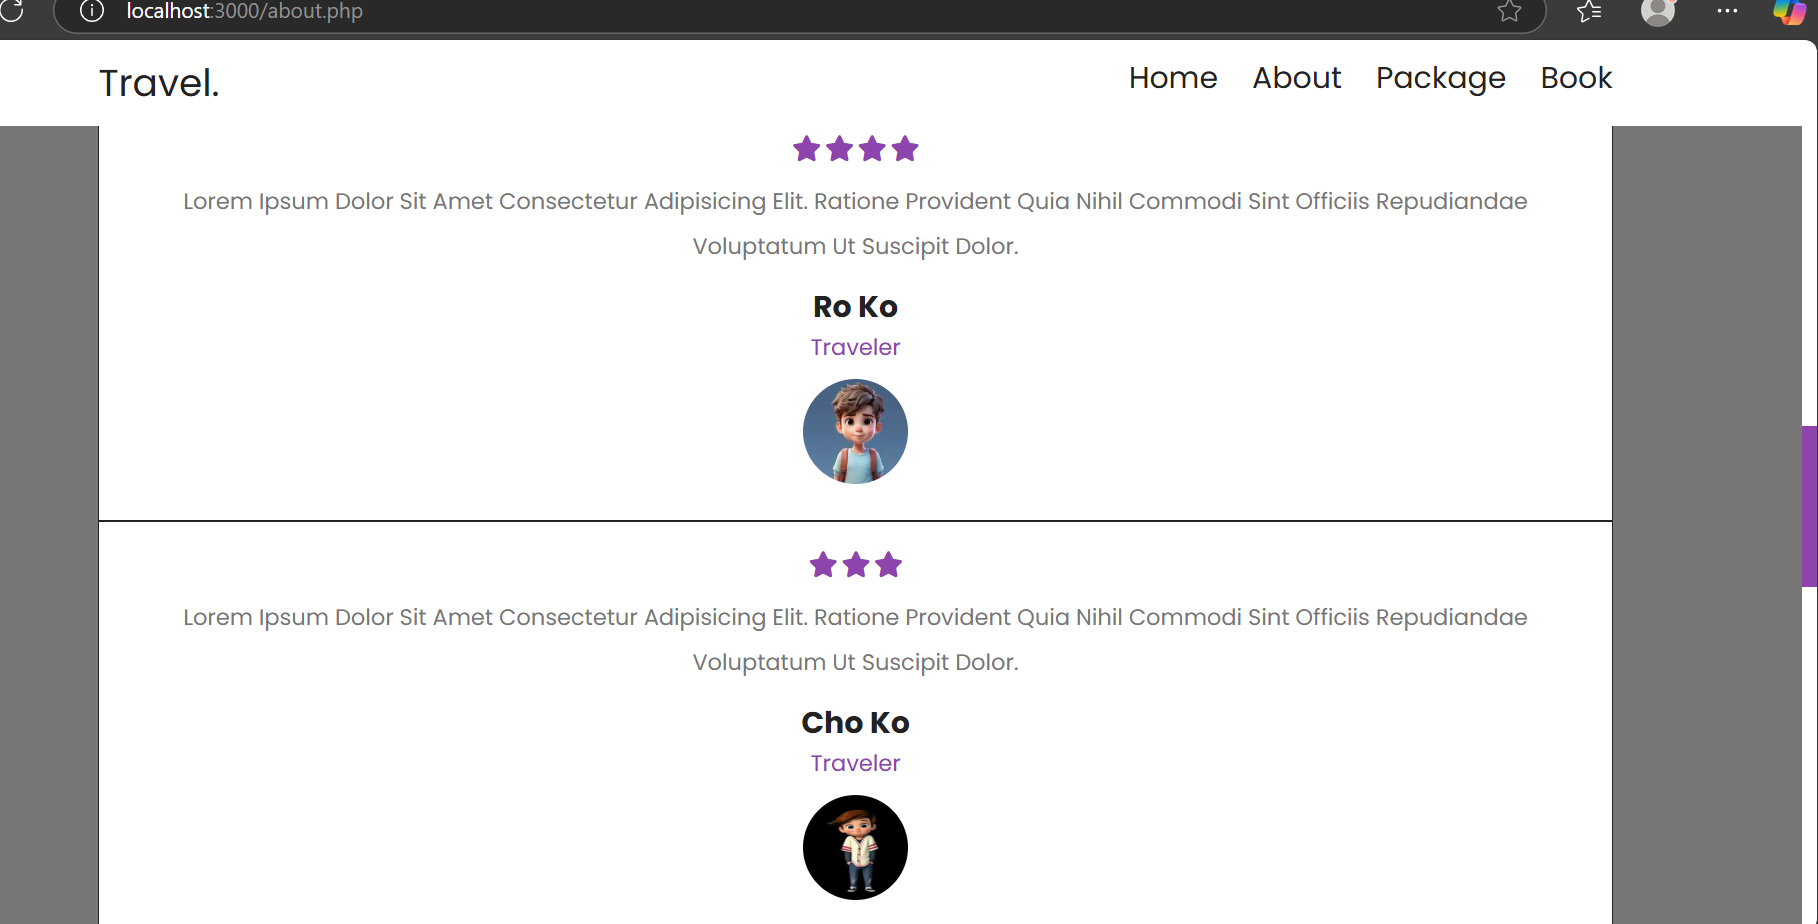 localhost:3000/about.php
Travel.
Home About Package Book
Lorem Ipsum Dolor Sit Amet Consectetur Adipisicing Elit. Ratione Provident Quia Nihil Commodi Sint Officiis Repudiandae
Voluptatum Ut Suscipit Dolor.
Ro Ko
Traveler
Lorem Ipsum Dolor Sit Amet Consectetur Adipisicing Elit. Ratione Provident Quia Nihil Commodi Sint Officiis Repudiandae
Voluptatum Ut Suscipit Dolor.
Cho Ko
Traveler